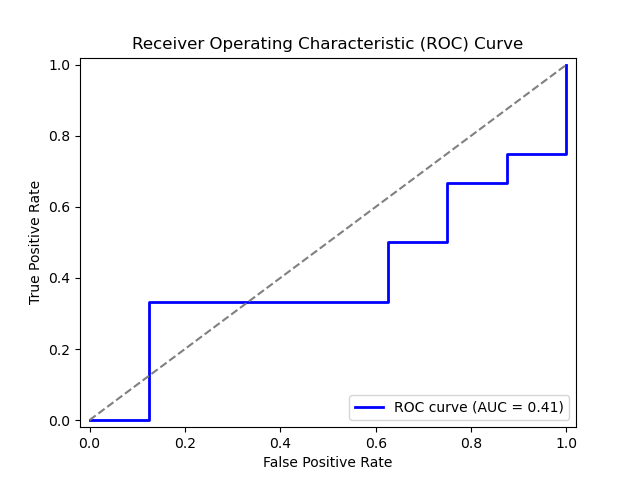 Receiver Operating Characteristic (ROC) Curve
True Positive Rate
1.0
0.8
0.6
0.4
0.2
0.0
ROC curve (AUC = 0.41)
0.0 0.2 0.4 0.6 0.8 1.0
False Positive Rate